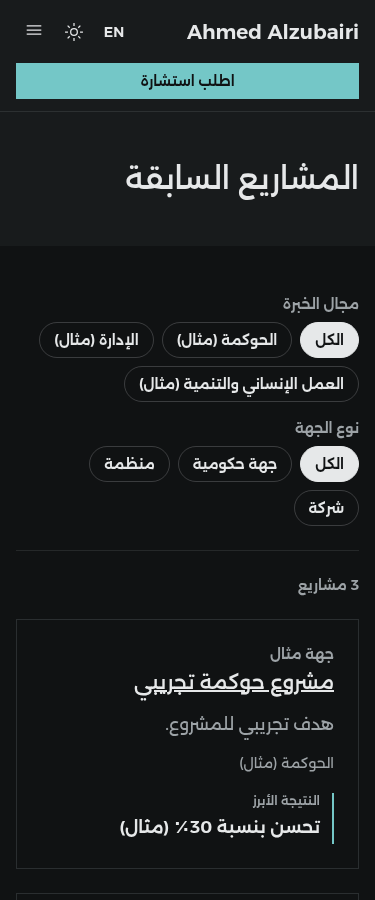 Ahmed Alzubairi
EN
اطلب استشارة
المشاريع السابقة
مجال الخبرة
الكل
الحوكمة (مثال)
الإدارة (مثال)
العمل الإنساني والتنمية (مثال)
نوع الجهة
الكل
جهة حكومية
منظمة
شركة
3 مشاريع
جهة مثال
مشروع حوكمة تجريبي
هدف تجريبي للمشروع.
الحوكمة (مثال)
النتيجة الأبرز
تحسن بنسبة 30٪ (مثال)